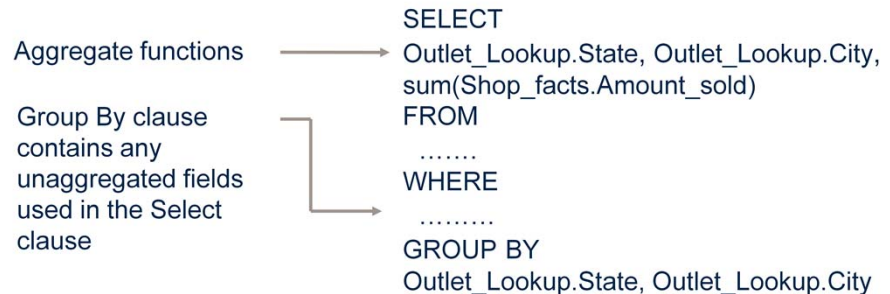 Aggregate functions
Group By clause
contains any
unaggregated fields
used in the Select
clause
SELECT
Outlet_Lookup.State, Outlet_Lookup.City,
sum(Shop_facts.Amount_sold)
FROM
.......
WHERE
.........
GROUP BY
Outlet_Lookup.State, Outlet_Lookup.City